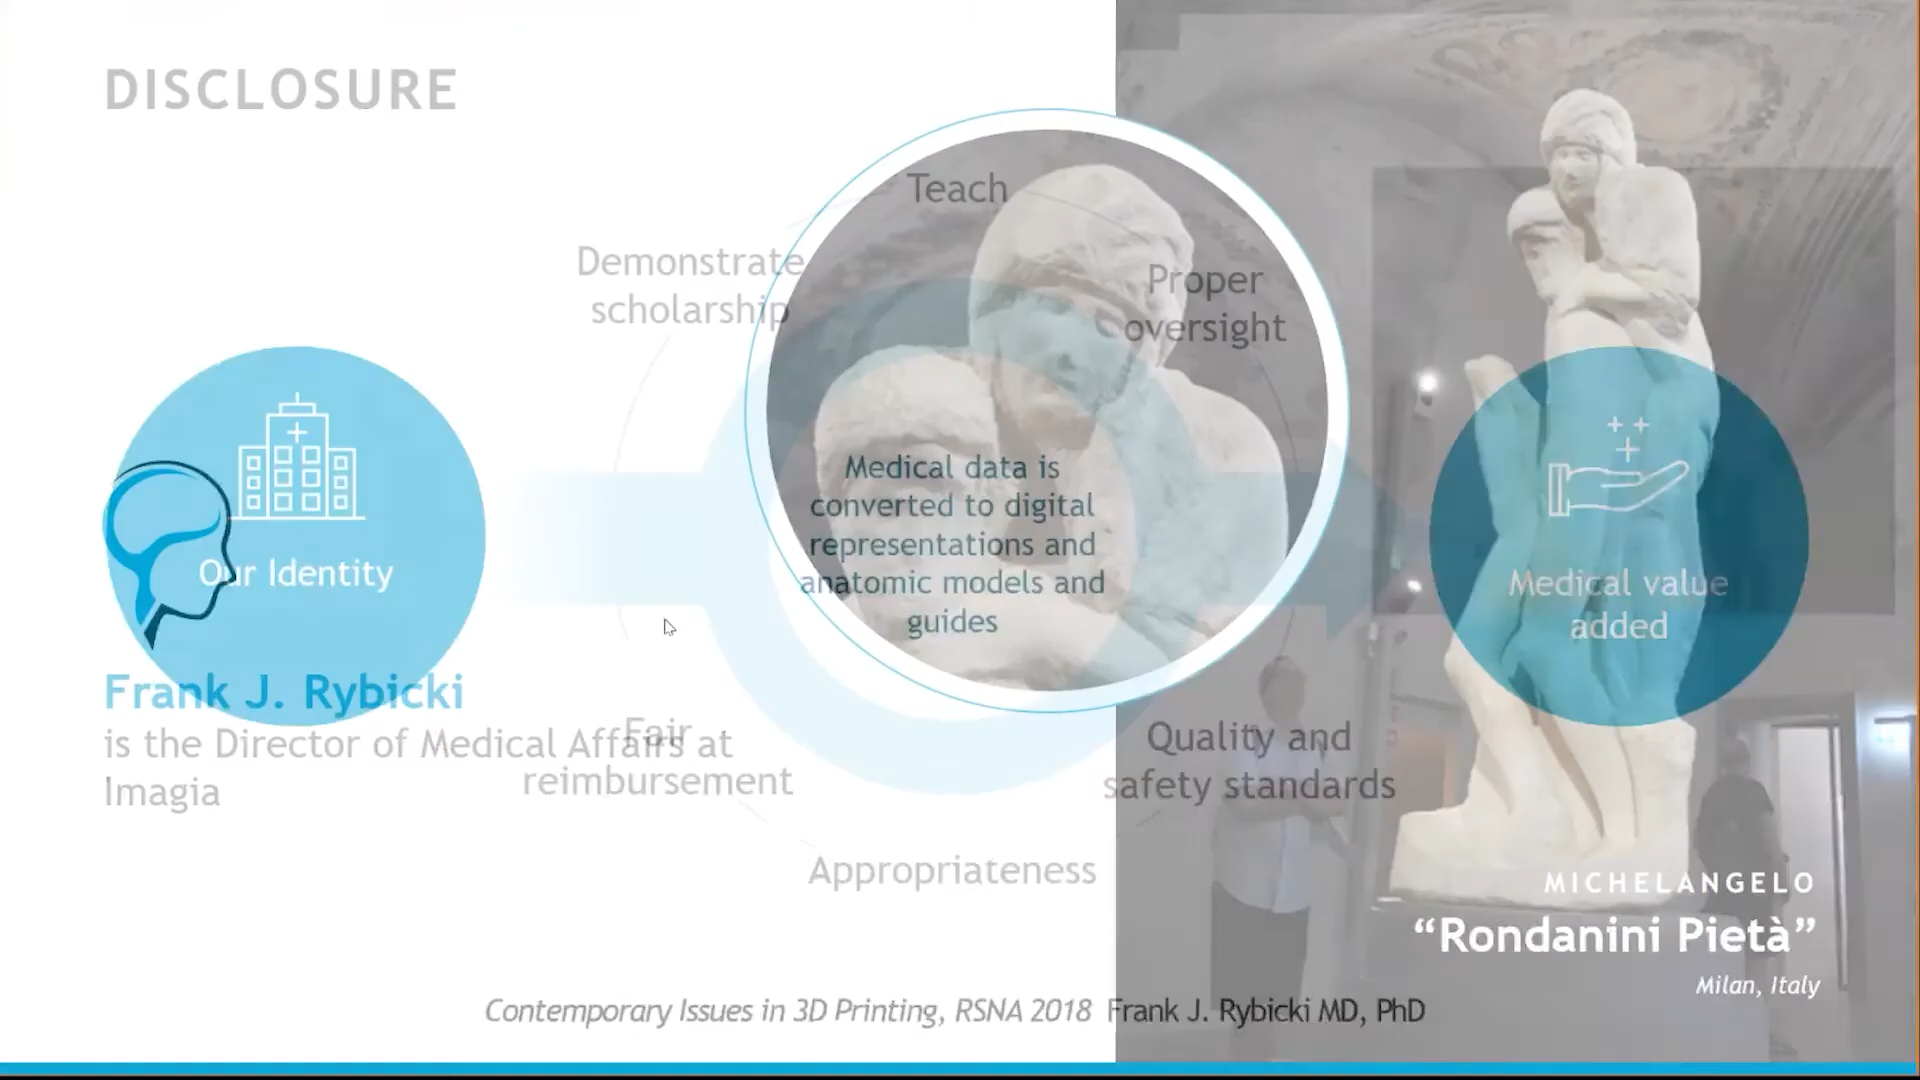 DISCLOSURE
Teach
Demonstrate
scholarship
Proper
oversight
Medical data is
converted to digital
representations and
anatomic models and
guides
Our Identity
Medical value
added
Frank J. Rybicki
is the Director of Medical Affairs at
Imagia
Fair
reimbursement
Quality and
safety standards
Appropriateness
MICHELANGELO
“Rondanini Pietà”
Milan, Italy
Contemporary Issues in 3D Printing, RSNA 2018 Frank J. Rybicki MD, PhD